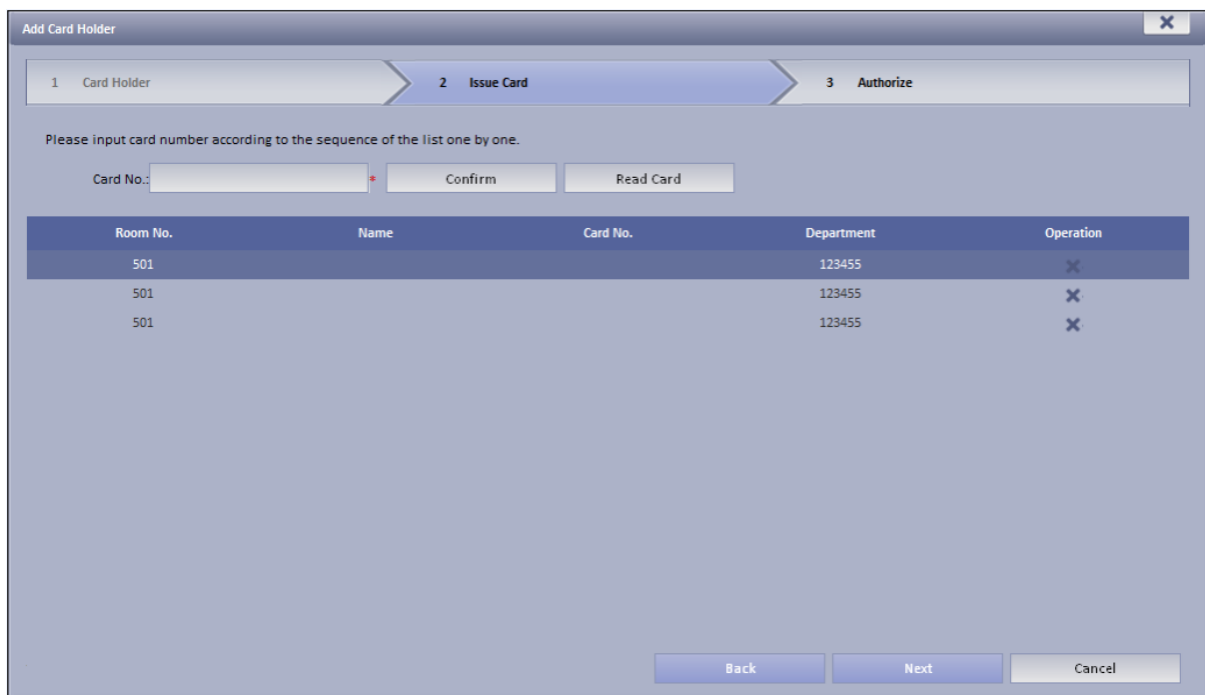 Add Card Holder
1 Card Holder 2 Issue Card 3 Authorize
Please input card number according to the sequence of the list one by one.
Card No.: * Confirm Read Card
Room No. Name Card No. Department Operation
501 123455
501 123455
501 123455
Back Next Cancel